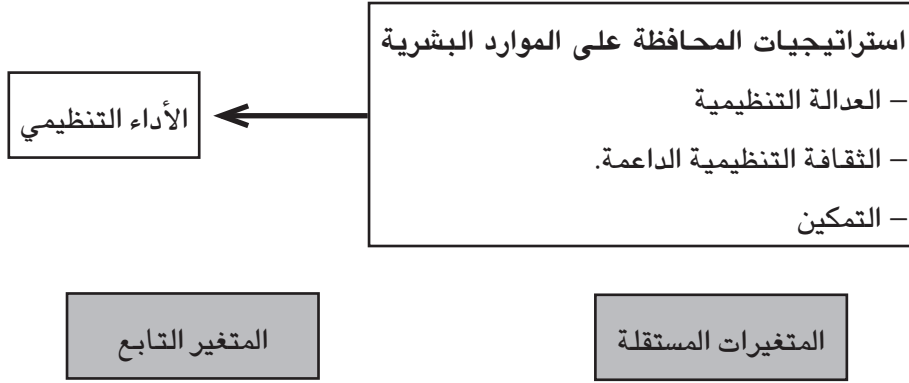 استراتيجيات المحافظة على الموارد البشرية
– العدالة التنظيمية
– الثقافة التنظيمية الداعمة.
– التمكين
الأداء التنظيمي
المتغيرات المستقلة
المتغير التابع